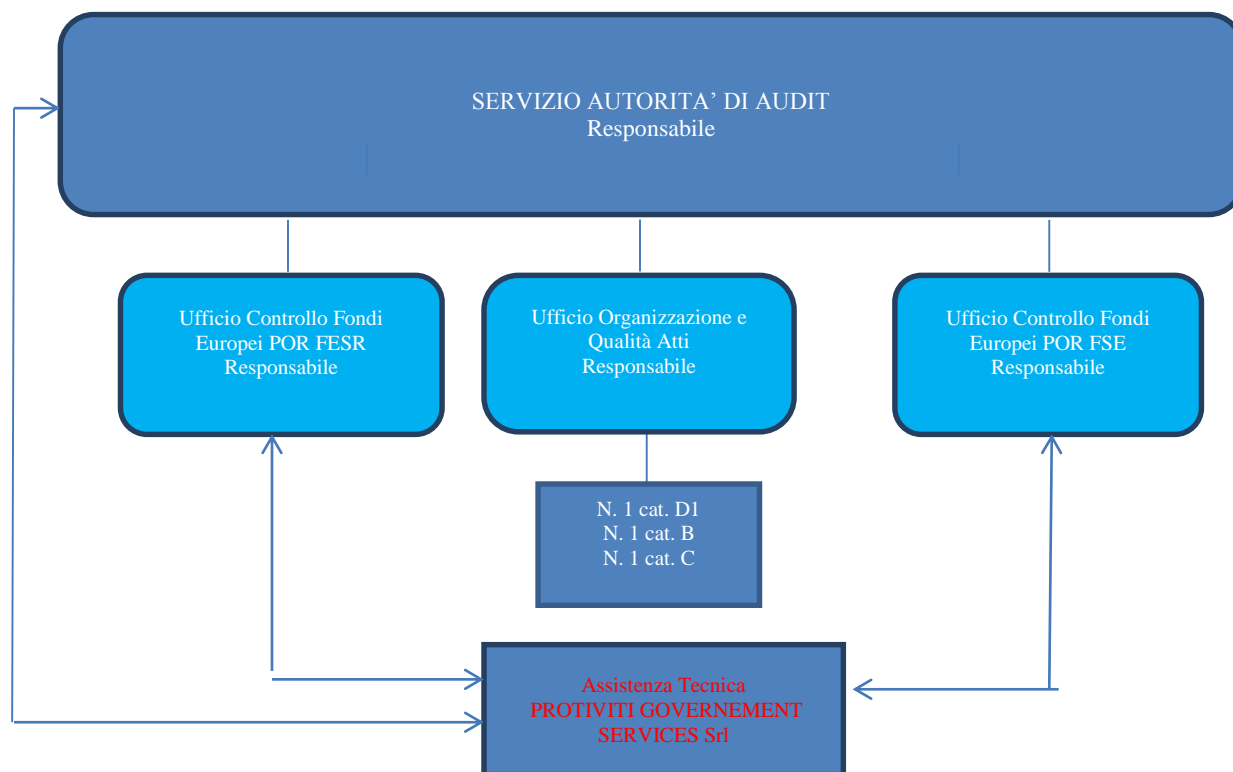 SERVIZIO AUTORITA’ DI AUDIT
Responsabile
Ufficio Controllo Fondi
Europei POR FESR
Responsabile
Ufficio Organizzazione e
Qualità Atti
Responsabile
Ufficio Controllo Fondi
Europei POR FSE
Responsabile
N. 1 cat. D1
N. 1 cat. B
N. 1 cat. C
Assistenza Tecnica
PROTIVITI GOVERNEMENT
SERVICES Srl